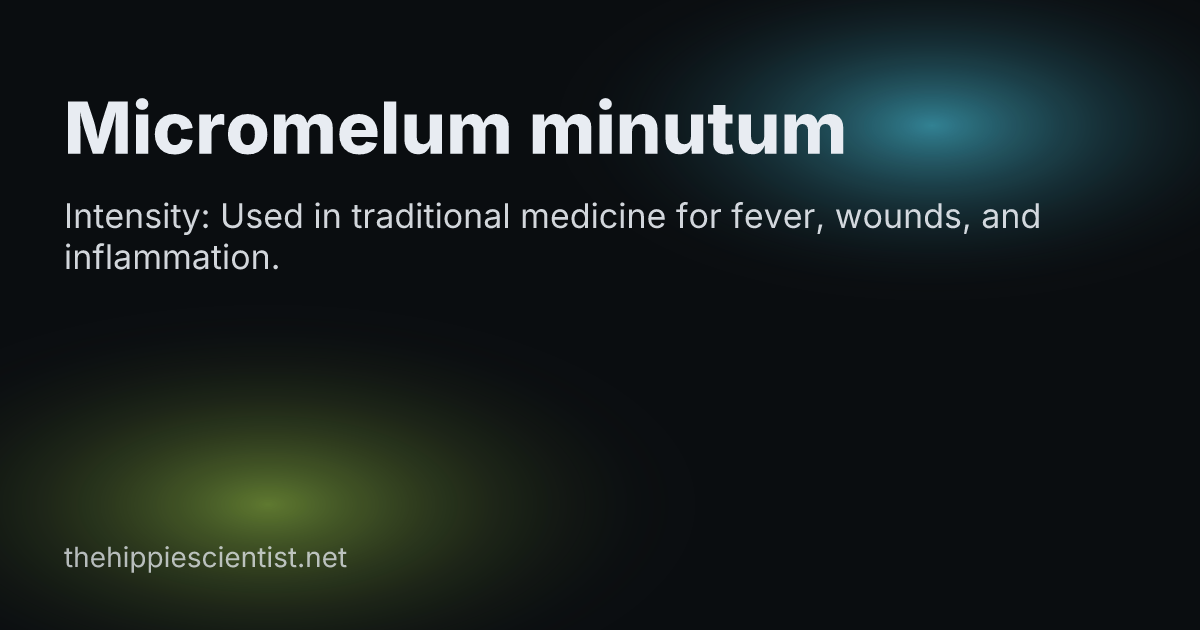 Micromelum minutum
Intensity: Used in traditional medicine for fever, wounds, and
inflammation.
thehippiescientist.net